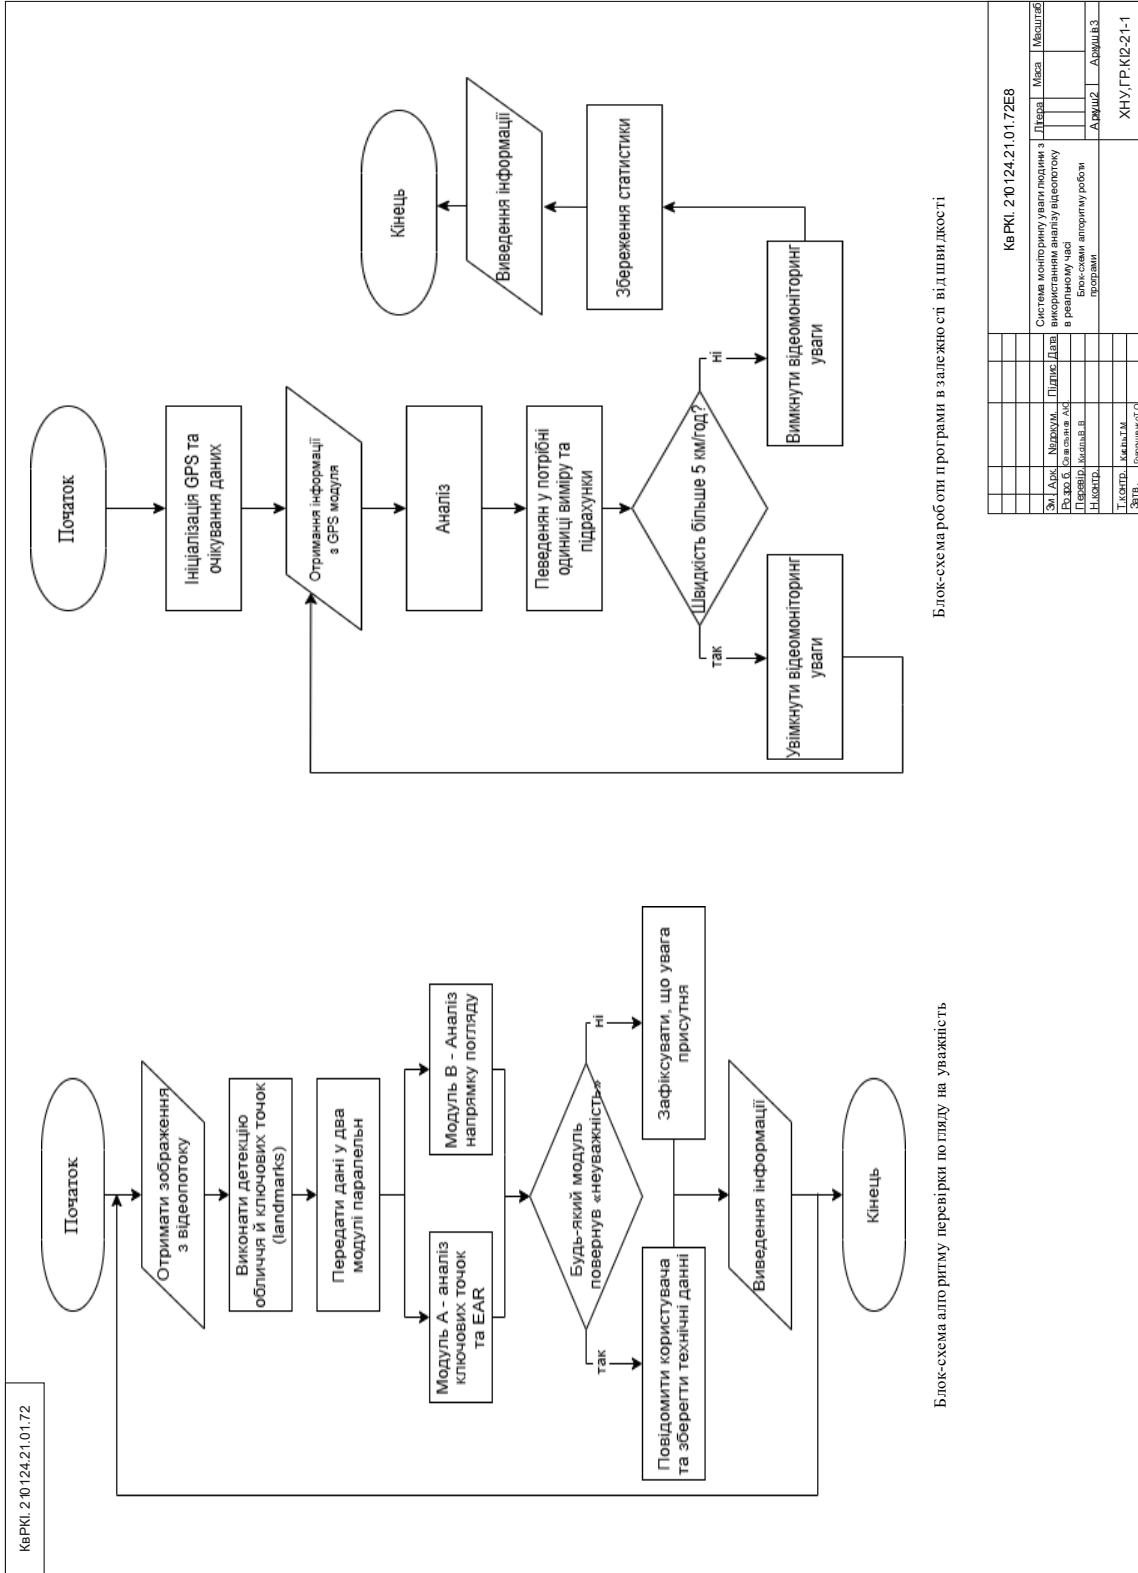 КвРКІ. 210124.21.01.72
Початок
Отримати зображення
з відеопотоку
Виконати детекцію
обличчя й ключових точок
(landmarks)
Передати дані у два
модулі паралельн
Модуль А - аналіз
ключових точок
та EAR
Модуль В - Аналіз
напрямку погляду
Будь-який модуль
повернув «неуважність»
так
ні
Повідомити користувача
та зберегти технічні данні
Зафіксувати, що увага
присутня
Виведення інформації
Кінець
Блок-схема алгоритму перевірки погляду на уважність
Початок
Ініціалізація GPS та
очікування даних
Отримання інформації
з GPS модуля
Аналіз
Певеденян у потрібні
одиниці виміру та
підрахунки
Швидкість більше 5 км/год?
так
ні
Увімкнути відеомоніторинг
уваги
Вимкнути відеомоніторинг
уваги
Збереження статистики
Виведення інформації
Кінець
Блок-схема роботи програми в залежності від швидкості
КвРКІ. 210124.21.01.72Е8
Зм. Арк. №докум. Підпис Дата
Розроб.
Перевір.
Н.контр.
Т.контр.
Затв.
Система моніторингу уваги людини з
використанням аналізу відеопотоку
в реальному часі
Блок-схеми алгоритму роботи
програми
Літера Маса Масштаб
Аркуш2 Аркушів3
ХНУ,ГР.КІ2-21-1